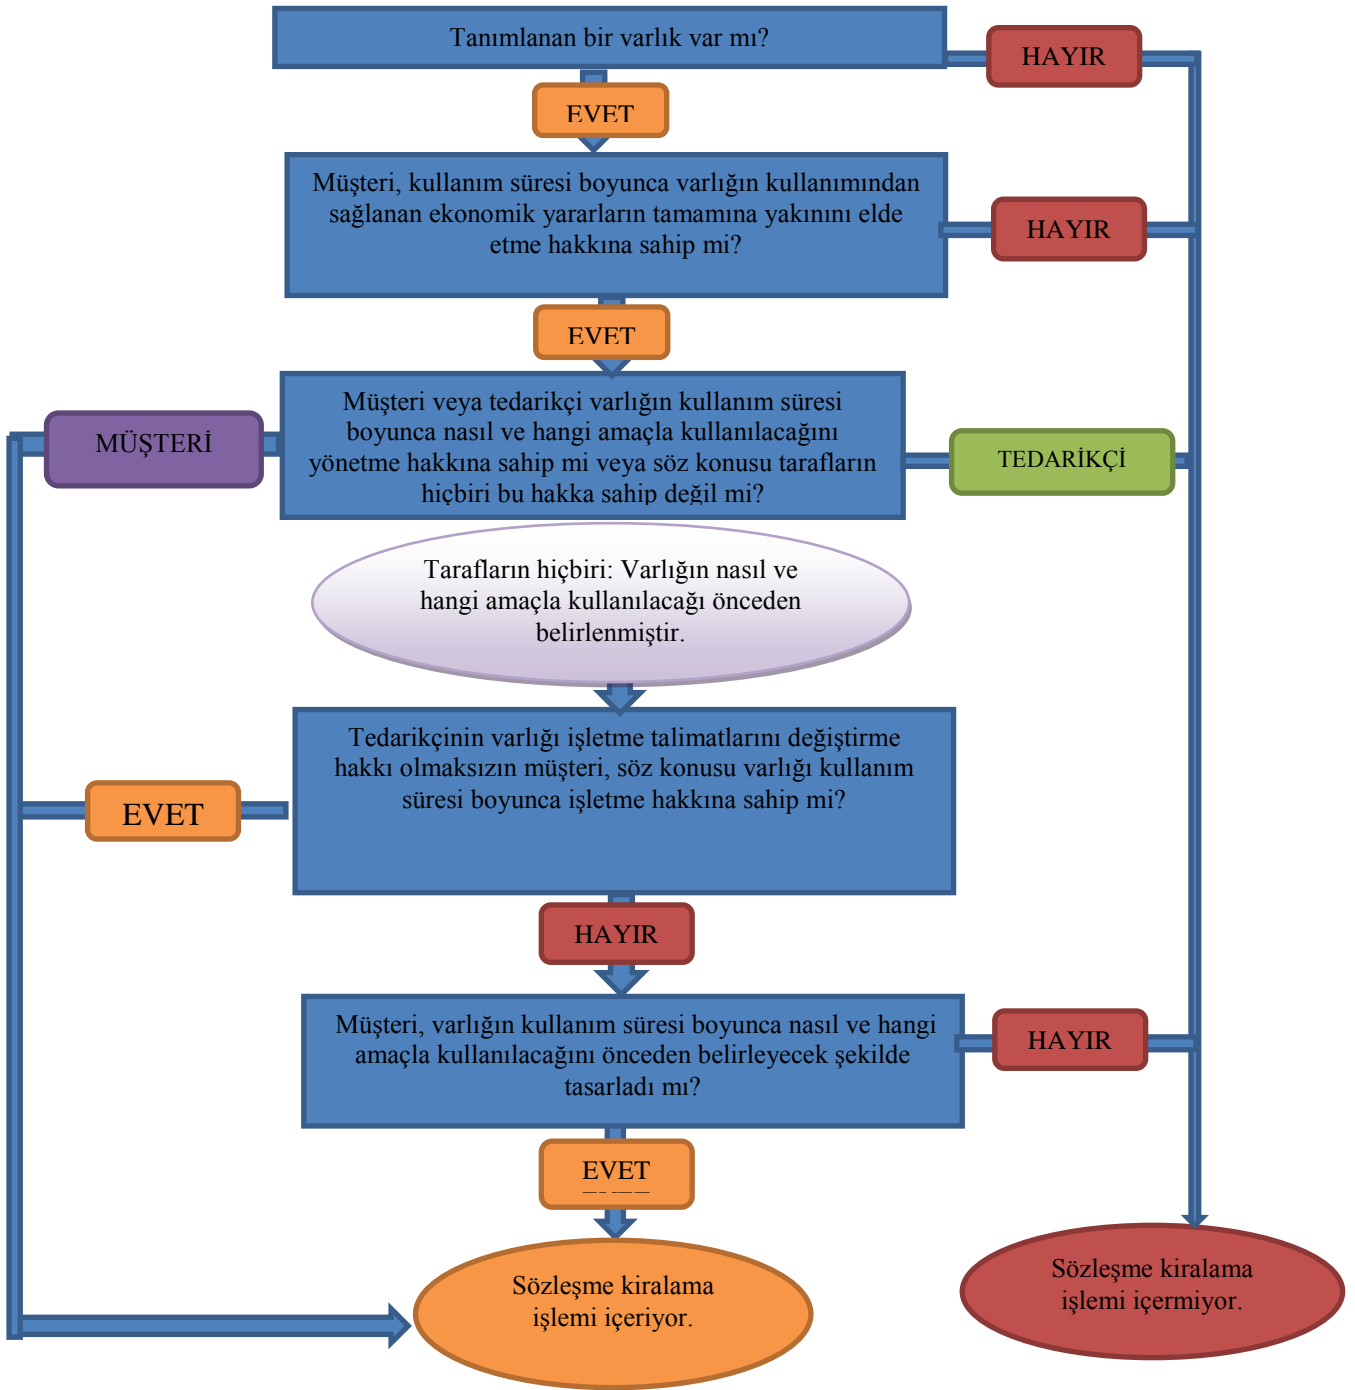 Tanımlanan bir varlık var mı?
HAYIR
EVET
Müşteri, kullanım süresi boyunca varlığın kullanımından
sağlanan ekonomik yararların tamamına yakınını elde
etme hakkına sahip mi?
HAYIR
EVET
Müşteri veya tedarikçi varlığın kullanım süresi
boyunca nasıl ve hangi amaçla kullanılacağını
yönetme hakkına sahip mi veya söz konusu tarafların
hiçbiri bu hakka sahip değil mi?
MÜŞTERİ
TEDARİKÇİ
Tarafların hiçbiri: Varlığın nasıl ve
hangi amaçla kullanılacağı önceden
belirlenmiştir.
Tedarikçinin varlığı işletme talimatlarını değiştirme
hakkı olmaksızın müşteri, söz konusu varlığı kullanım
süresi boyunca işletme hakkına sahip mi?
EVET
HAYIR
Müşteri, varlığın kullanım süresi boyunca nasıl ve hangi
amaçla kullanılacağını önceden belirleyecek şekilde
tasarladı mı?
HAYIR
EVET
Sözleşme kiralama
işlemi içeriyor.
Sözleşme kiralama
işlemi içermiyor.